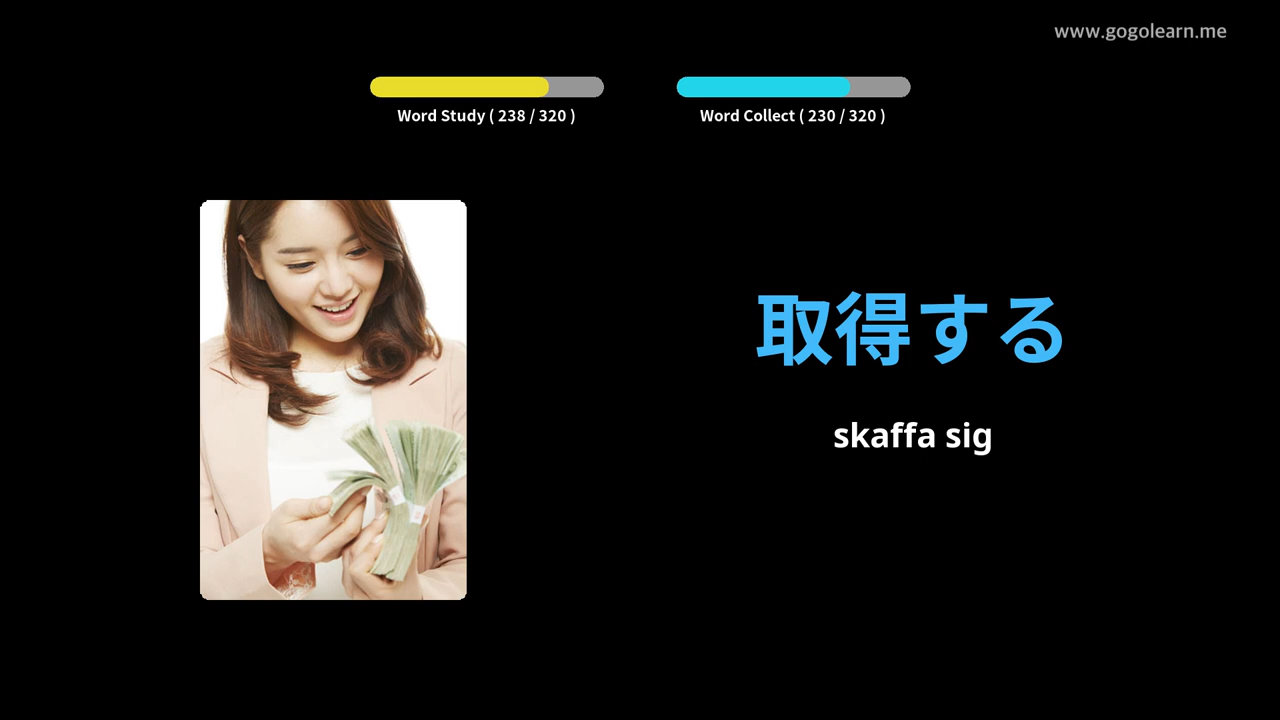 www.gogolearn.me
Word Study ( 238 / 320 )
Word Collect ( 230 / 320 )
取得する
skaffa sig